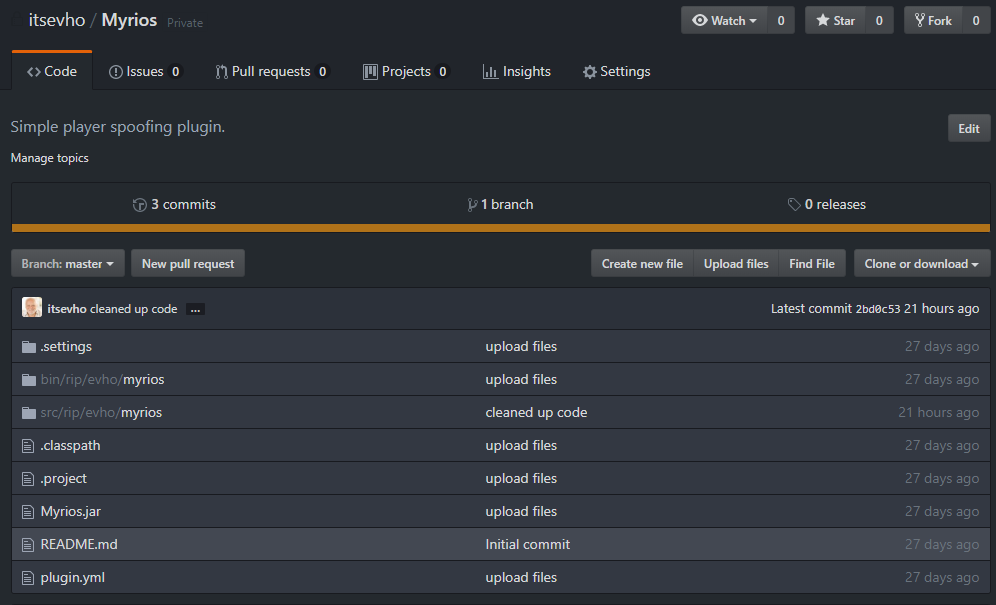 itsevho / Myrios Private Watch 0 Star 0 Fork 0
Code Issues 0 Pull requests 0 Projects 0 Insights Settings
Simple player spoofing plugin. Edit
Manage topics
3 commits 1 branch 0 releases
Branch: master New pull request Create new file Upload files Find File Clone or download
itsevho cleaned up code ... Latest commit 2bd0c53 21 hours ago
.settings upload files 27 days ago
bin/rip/evho/myrios upload files 27 days ago
src/rip/evho/myrios cleaned up code 21 hours ago
.classpath upload files 27 days ago
.project upload files 27 days ago
Myrios.jar upload files 27 days ago
README.md Initial commit 27 days ago
plugin.yml upload files 27 days ago